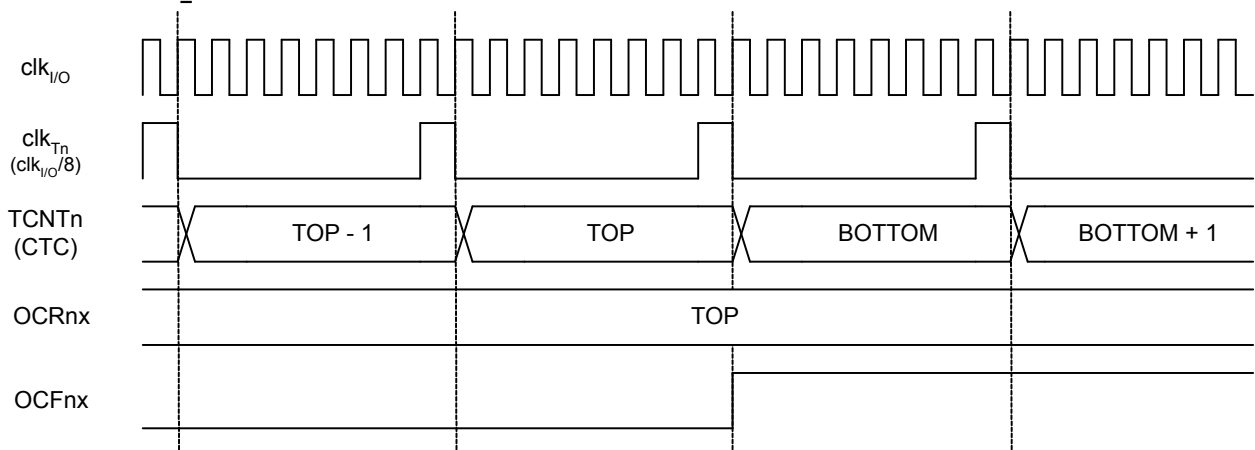 clkI/O
clkTn
(clkI/O/8)
TCNTn
(CTC)
TOP - 1
TOP
BOTTOM
BOTTOM + 1
OCRnx
TOP
OCFnx